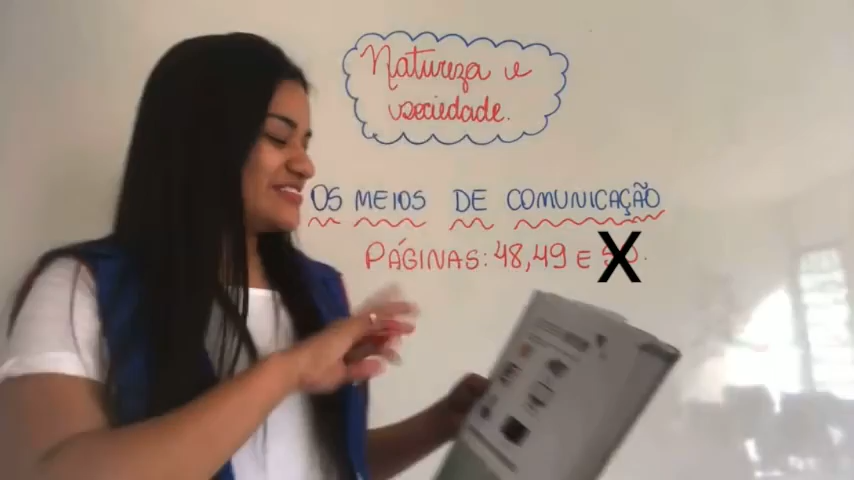 Natureza e
sociedade.
OS MEIOS DE COMUNICAÇÃO
PÁGINAS: 48, 49 E X